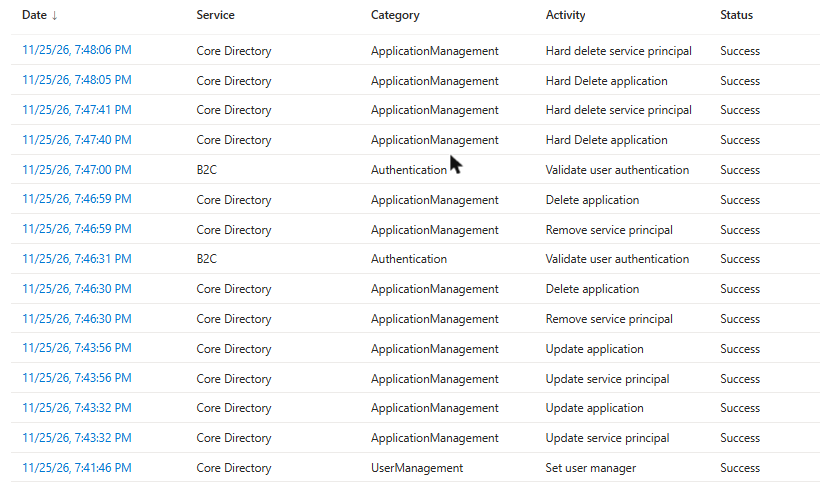 Date ↓ Service Category Activity Status
11/25/26, 7:48:06 PM Core Directory ApplicationManagement Hard delete service principal Success
11/25/26, 7:48:05 PM Core Directory ApplicationManagement Hard Delete application Success
11/25/26, 7:47:41 PM Core Directory ApplicationManagement Hard delete service principal Success
11/25/26, 7:47:40 PM Core Directory ApplicationManagement Hard Delete application Success
11/25/26, 7:47:00 PM B2C Authentication Validate user authentication Success
11/25/26, 7:46:59 PM Core Directory ApplicationManagement Delete application Success
11/25/26, 7:46:59 PM Core Directory ApplicationManagement Remove service principal Success
11/25/26, 7:46:31 PM B2C Authentication Validate user authentication Success
11/25/26, 7:46:30 PM Core Directory ApplicationManagement Delete application Success
11/25/26, 7:46:30 PM Core Directory ApplicationManagement Remove service principal Success
11/25/26, 7:43:56 PM Core Directory ApplicationManagement Update application Success
11/25/26, 7:43:56 PM Core Directory ApplicationManagement Update service principal Success
11/25/26, 7:43:32 PM Core Directory ApplicationManagement Update application Success
11/25/26, 7:43:32 PM Core Directory ApplicationManagement Update service principal Success
11/25/26, 7:41:46 PM Core Directory UserManagement Set user manager Success